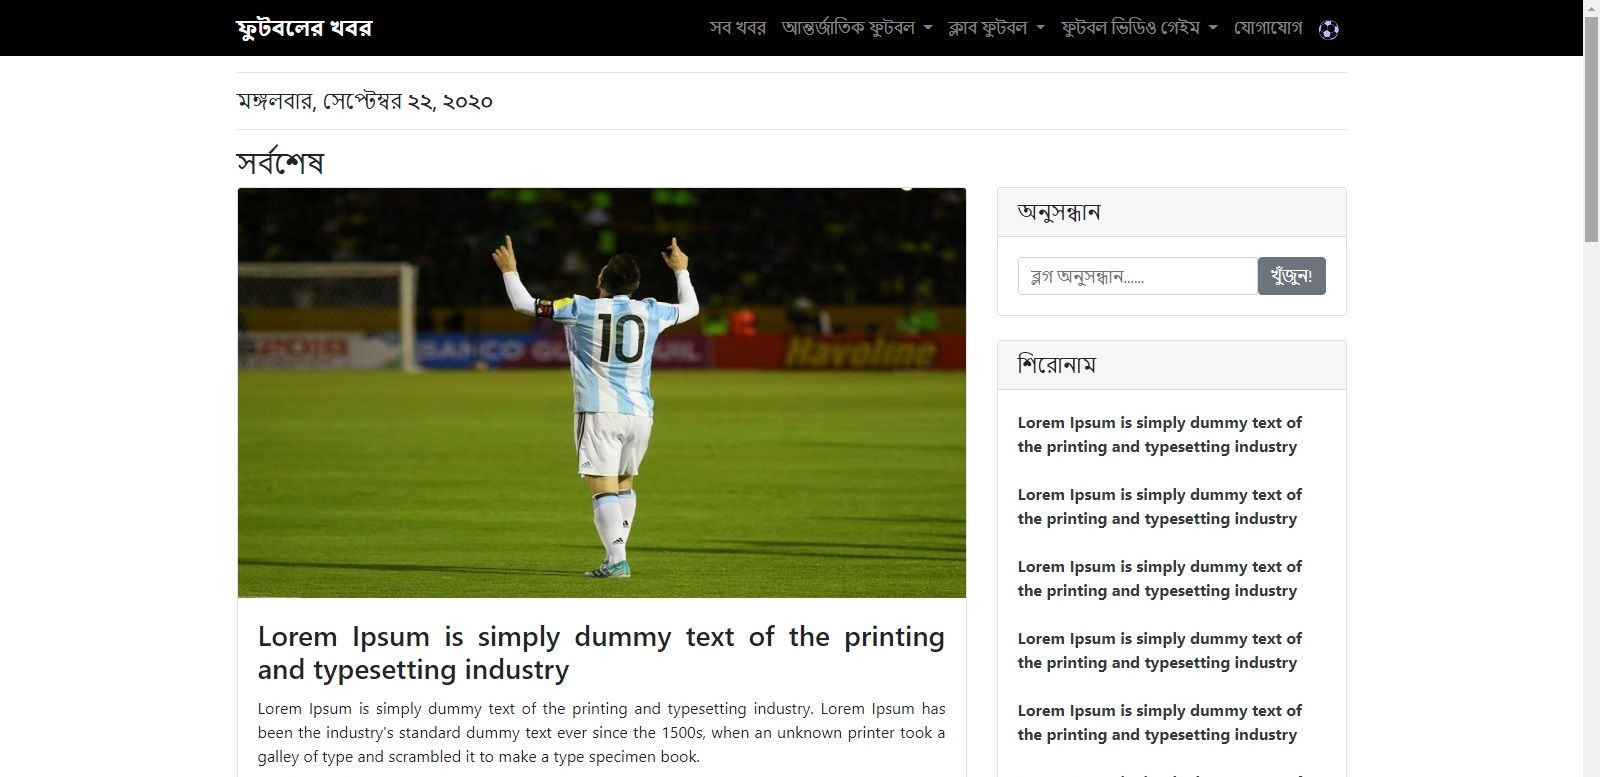 ফুটবলের খবর
সব খবর আন্তর্জাতিক ফুটবল ক্লাব ফুটবল ফুটবল ভিডিও গেইম যোগাযোগ
মঙ্গলবার, সেপ্টেম্বর ২২, ২০২০
সর্বশেষ
10
2018
BANCO GU IL
Havoline
Lorem Ipsum is simply dummy text of the printing
and typesetting industry
Lorem Ipsum is simply dummy text of the printing and typesetting industry. Lorem Ipsum has
been the industry's standard dummy text ever since the 1500s, when an unknown printer took a
galley of type and scrambled it to make a type specimen book.
অনুসন্ধান
ব্লগ অনুসন্ধান......
খুঁজুন!
শিরোনাম
Lorem Ipsum is simply dummy text of
the printing and typesetting industry
Lorem Ipsum is simply dummy text of
the printing and typesetting industry
Lorem Ipsum is simply dummy text of
the printing and typesetting industry
Lorem Ipsum is simply dummy text of
the printing and typesetting industry
Lorem Ipsum is simply dummy text of
the printing and typesetting industry